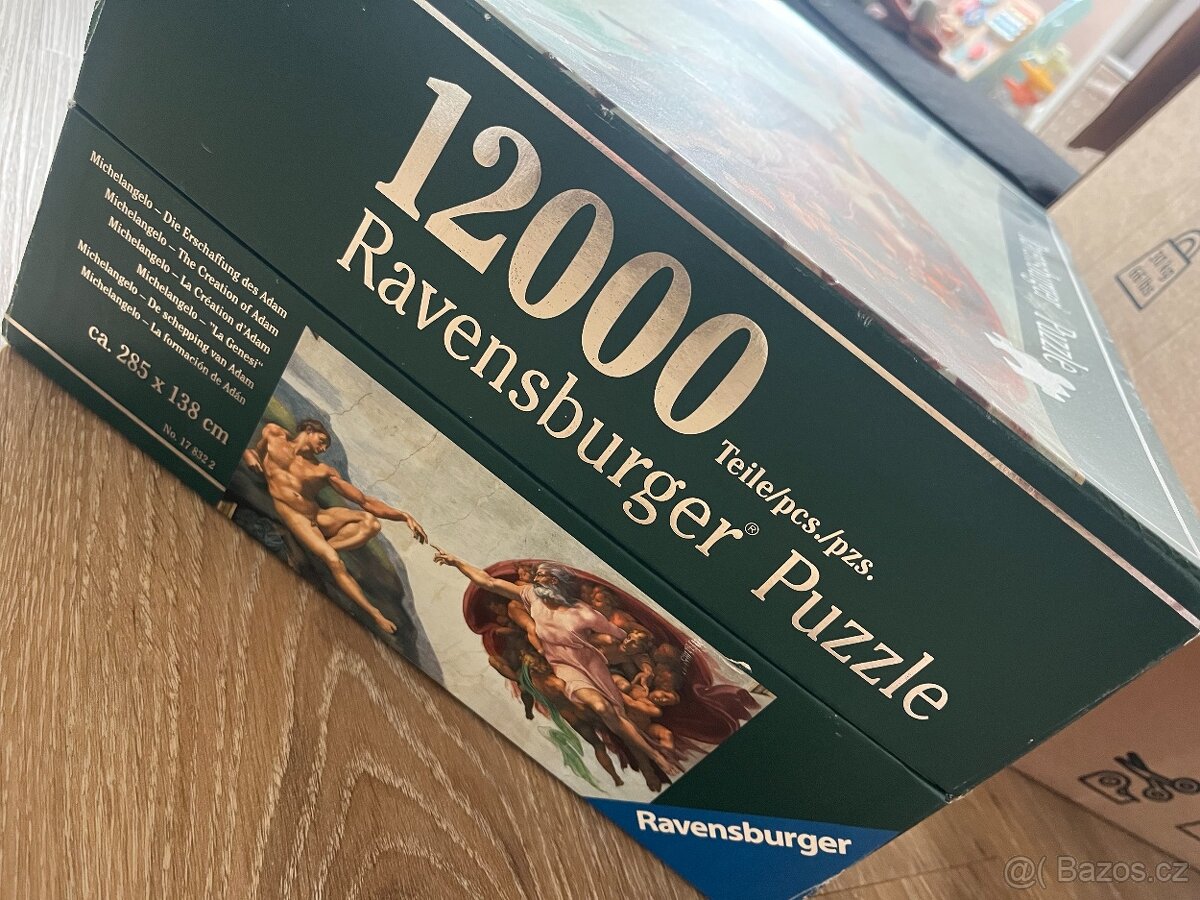 12000 Teile/pcs./pzs.
Ravensburger® Puzzle
Michelangelo – Die Erschaffung des Adam
Michelangelo – The Creation of Adam
Michelangelo – La Création d'Adam
Michelangelo – "La Genesi"
Michelangelo – De schepping van Adam
Michelangelo – La formación de Adán
ca. 285 x 138 cm
No. 17 832 2
Ravensburger
Ravensburger Puzzle
30 kg
@( Bazos.cz